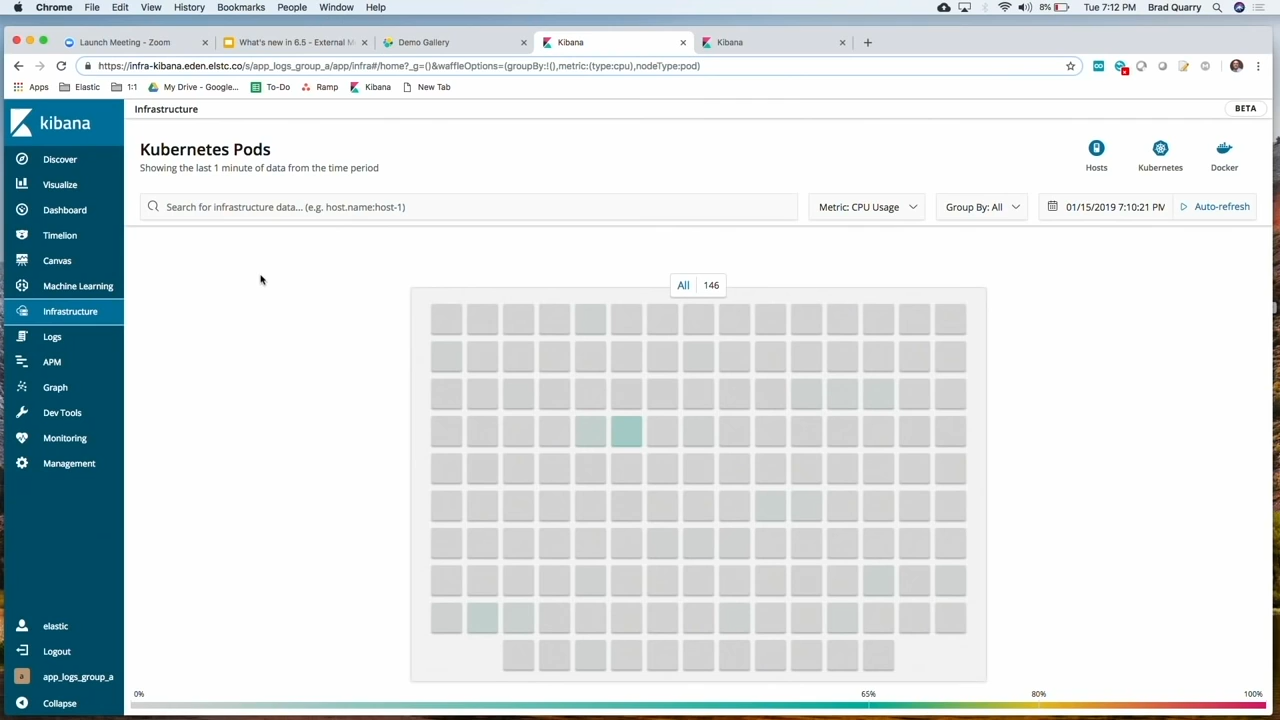 Chrome File Edit View History Bookmarks People Window Help 8% Tue 7:12 PM Brad Quarry
Launch Meeting - Zoom × What's new in 6.5 - External M × Demo Gallery × Kibana × Kibana ×
https://infra-kibana.eden.elstc.co/s/app_logs_group_a/app/infra#/home?_g=()&waffleOptions=(groupBy:!(),metric:(type:cpu),nodeType:pod)
Apps Elastic 1:1 My Drive - Google... To-Do Ramp Kibana New Tab
kibana
Discover
Visualize
Dashboard
Timelion
Canvas
Machine Learning
Infrastructure
Logs
APM
Graph
Dev Tools
Monitoring
Management
elastic
Logout
a app_logs_group_a
Collapse
Infrastructure BETA
Kubernetes Pods
Showing the last 1 minute of data from the time period
Hosts Kubernetes Docker
Search for infrastructure data... (e.g. host.name:host-1) Metric: CPU Usage Group By: All 01/15/2019 7:10:21 PM Auto-refresh
All 146
0% 65% 80% 100%